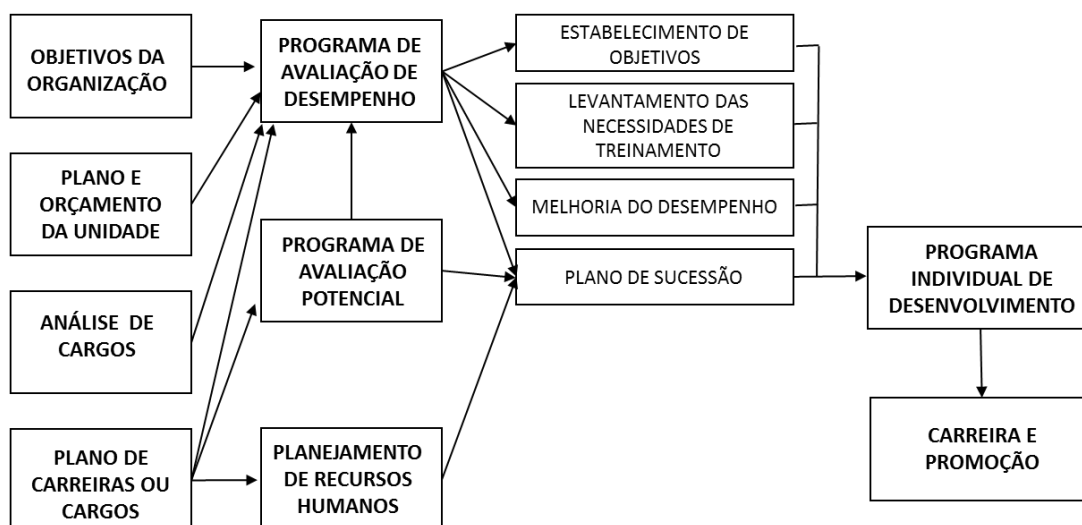 OBJETIVOS DA
ORGANIZAÇÃO
PLANO E
ORÇAMENTO
DA UNIDADE
ANÁLISE DE
CARGOS
PLANO DE
CARREIRAS OU
CARGOS
PROGRAMA DE
AVALIAÇÃO DE
DESEMPENHO
PROGRAMA DE
AVALIAÇÃO
POTENCIAL
PLANEJAMENTO
DE RECURSOS
HUMANOS
ESTABELECIMENTO DE
OBJETIVOS
LEVANTAMENTO DAS
NECESSIDADES DE
TREINAMENTO
MELHORIA DO DESEMPENHO
PLANO DE SUCESSÃO
PROGRAMA
INDIVIDUAL DE
DESENVOLVIMENTO
CARREIRA E
PROMOÇÃO